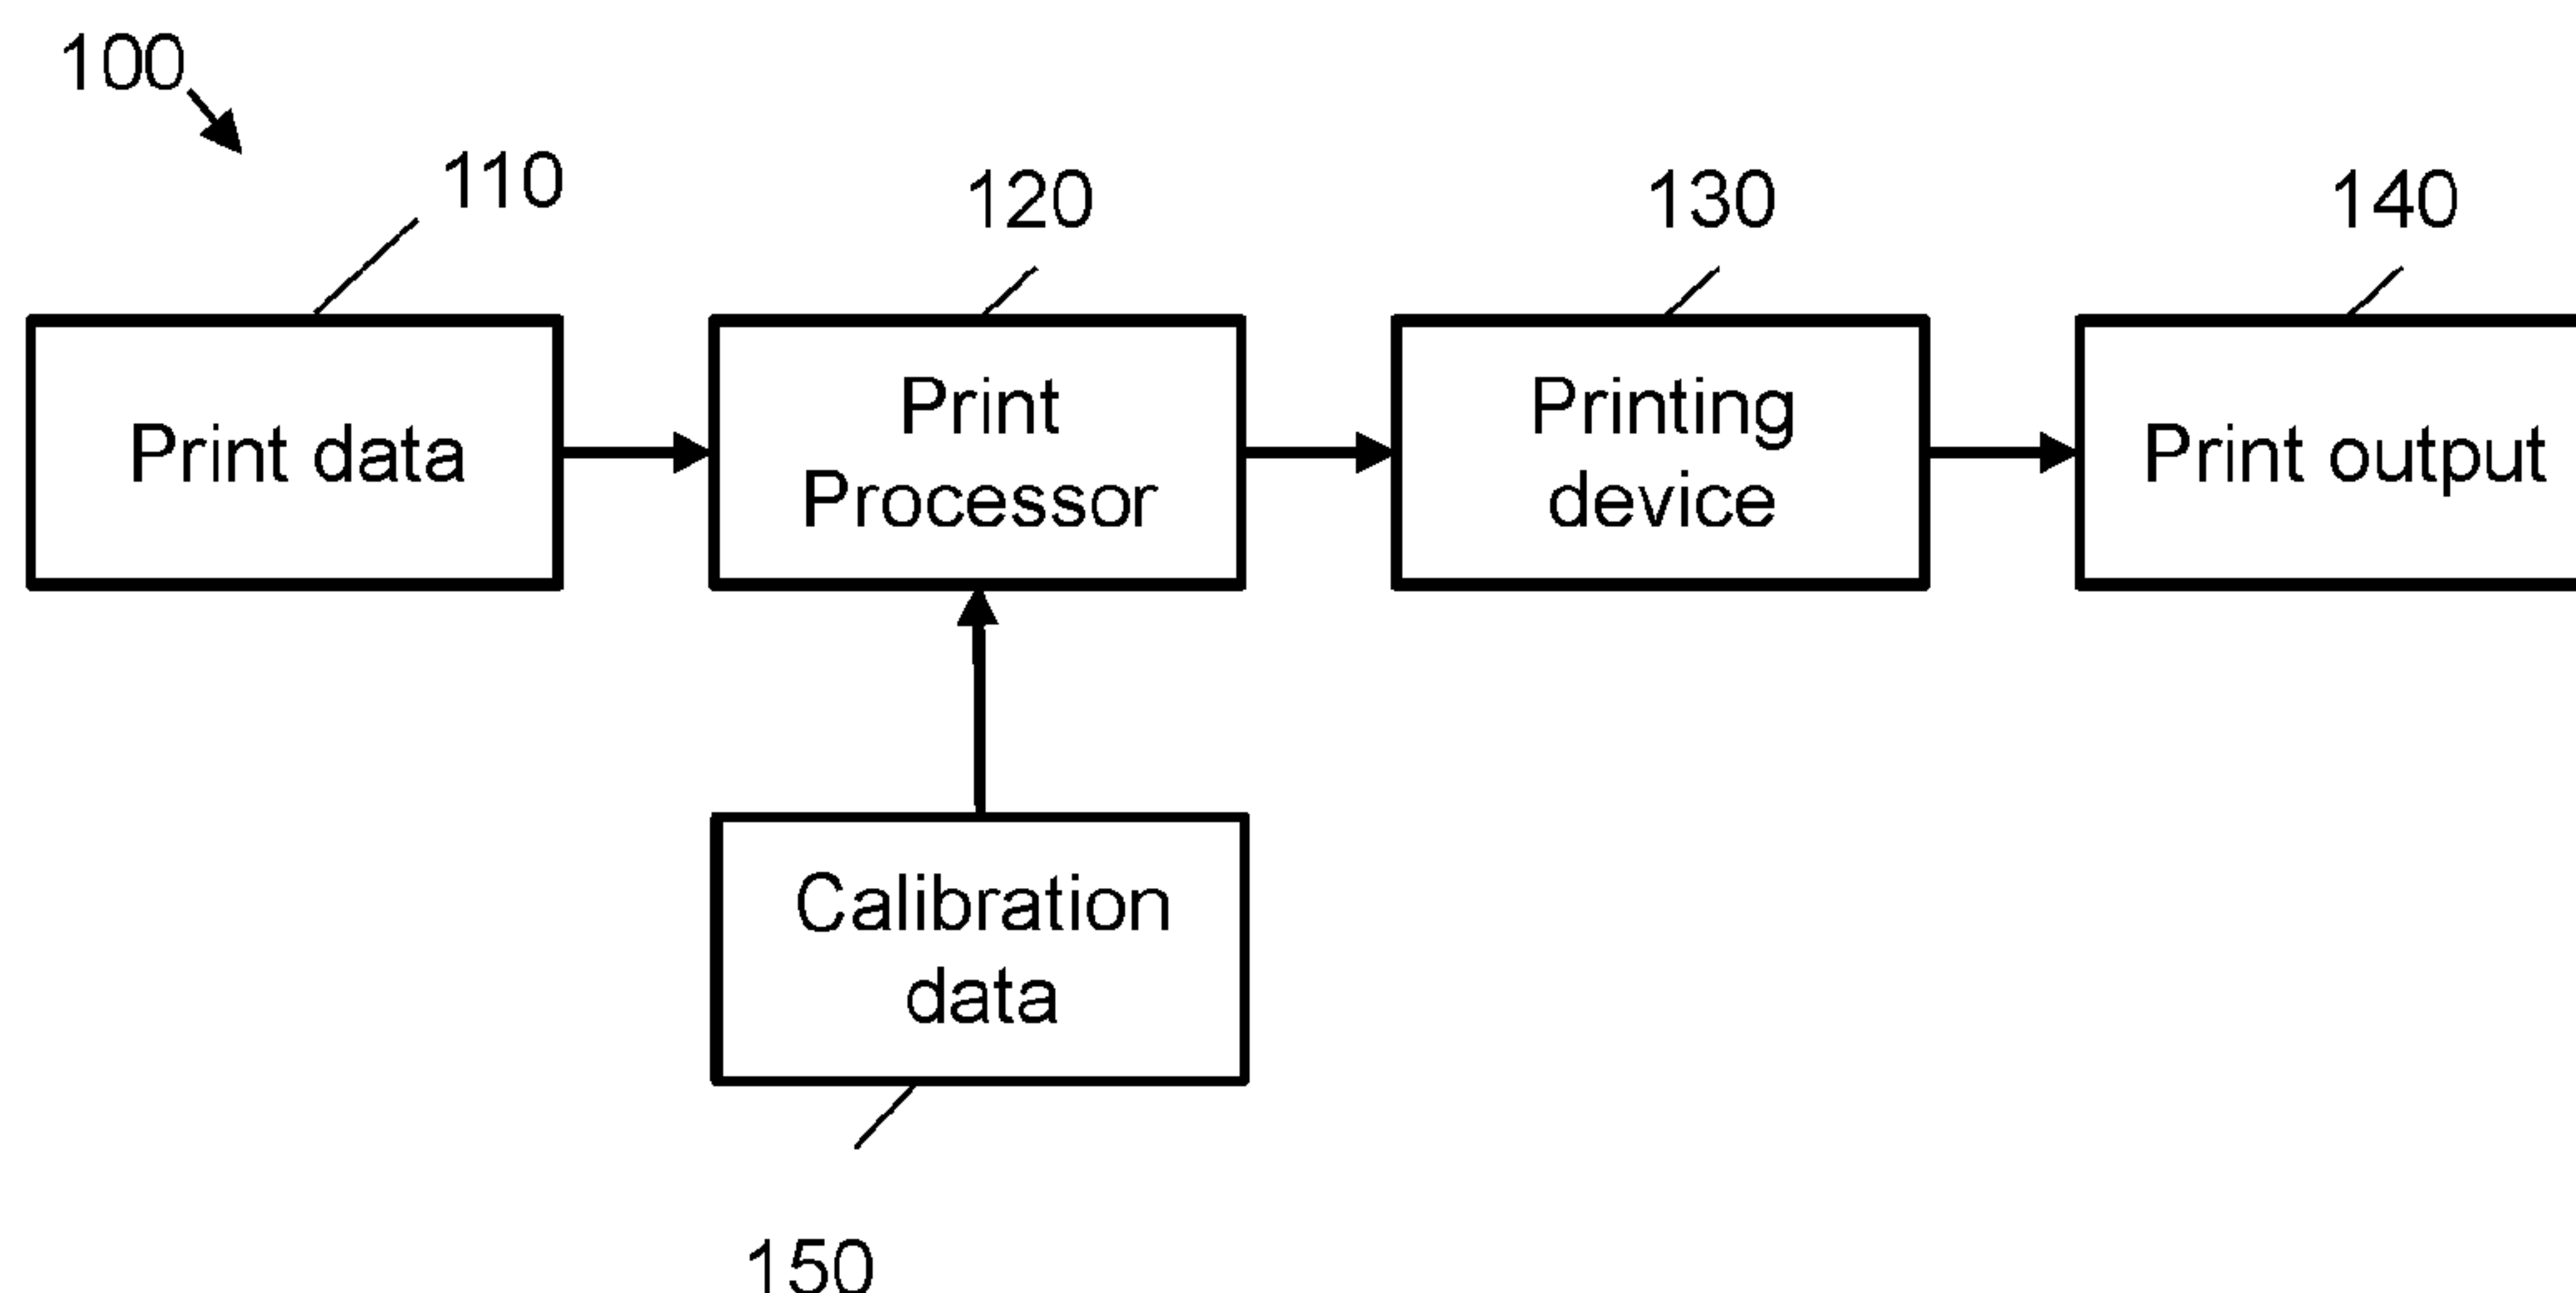 100
110
120
130
140
Print data
Print
Processor
Printing
device
Print output
Calibration
data
150